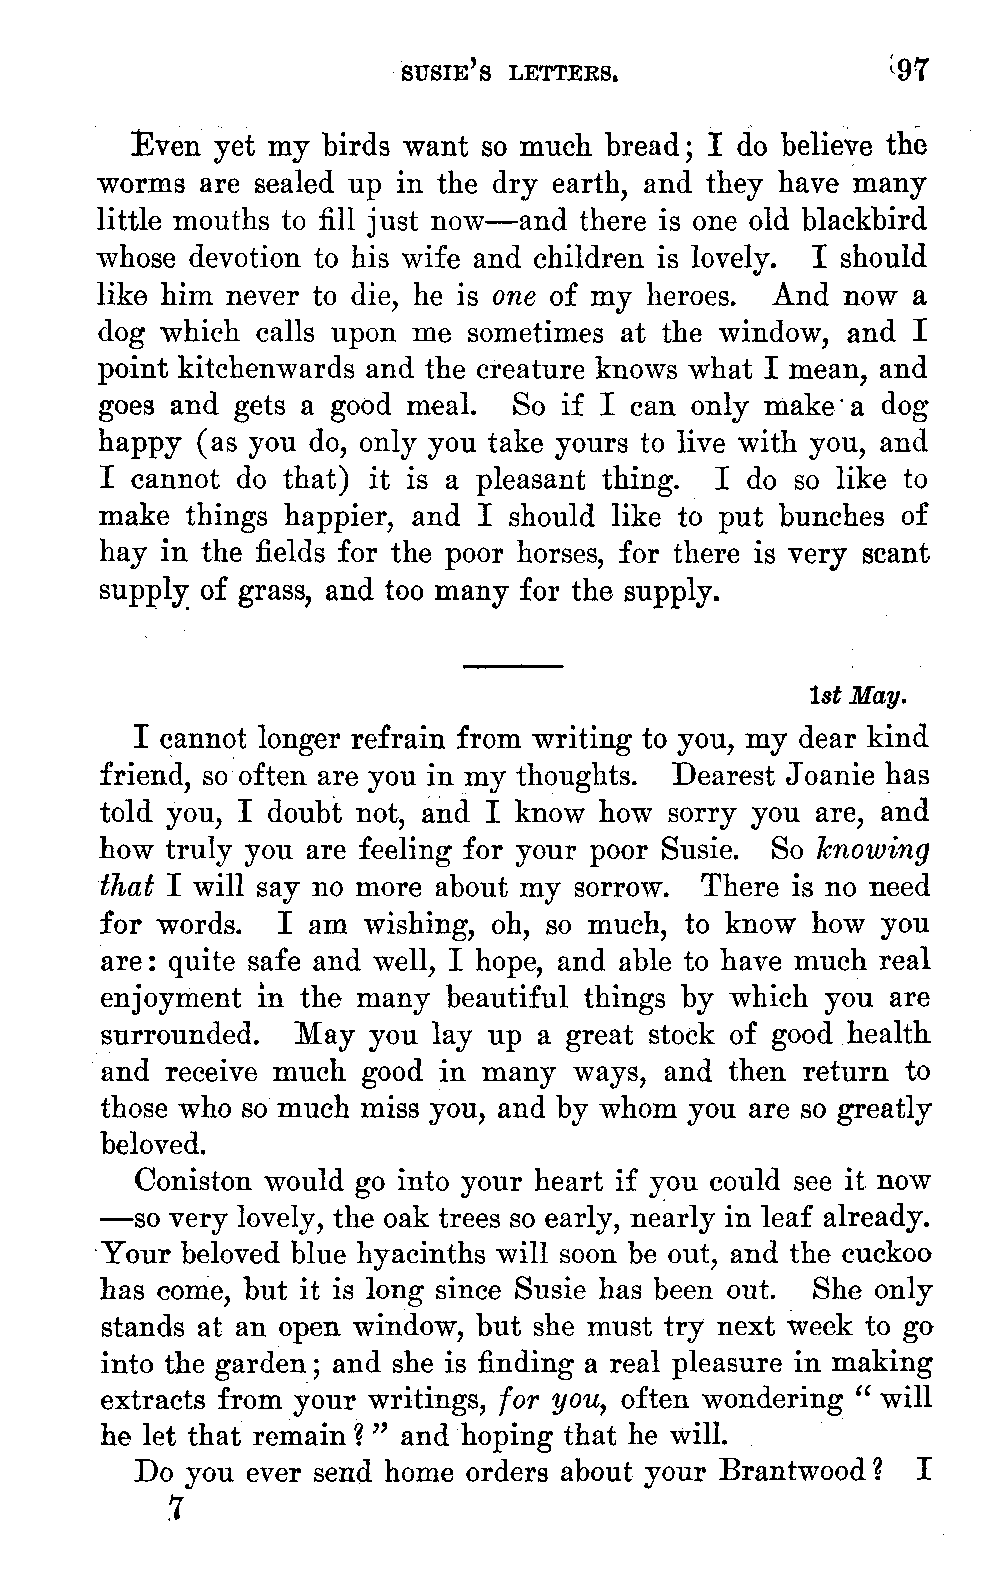 SUSIE'S LETTERS. 97
Even yet my birds want so much bread; I do believe the
worms are sealed up in the dry earth, and they have many
little mouths to fill just now—and there is one old blackbird
whose devotion to his wife and children is lovely. I should
like him never to die, he is one of my heroes. And now a
dog which calls upon me sometimes at the window, and I
point kitchenwards and the creature knows what I mean, and
goes and gets a good meal. So if I can only make a dog
happy (as you do, only you take yours to live with you, and
I cannot do that) it is a pleasant thing. I do so like to
make things happier, and I should like to put bunches of
hay in the fields for the poor horses, for there is very scant
supply of grass, and too many for the supply.
1st May.
I cannot longer refrain from writing to you, my dear kind
friend, so often are you in my thoughts. Dearest Joanie has
told you, I doubt not, and I know how sorry you are, and
how truly you are feeling for your poor Susie. So knowing
that I will say no more about my sorrow. There is no need
for words. I am wishing, oh, so much, to know how you
are: quite safe and well, I hope, and able to have much real
enjoyment in the many beautiful things by which you are
surrounded. May you lay up a great stock of good health
and receive much good in many ways, and then return to
those who so much miss you, and by whom you are so greatly
beloved.
Coniston would go into your heart if you could see it now
—so very lovely, the oak trees so early, nearly in leaf already.
Your beloved blue hyacinths will soon be out, and the cuckoo
has come, but it is long since Susie has been out. She only
stands at an open window, but she must try next week to go
into the garden; and she is finding a real pleasure in making
extracts from your writings, for you, often wondering “ will
he let that remain ? ” and hoping that he will.
Do you ever send home orders about your Brantwood ? I
7